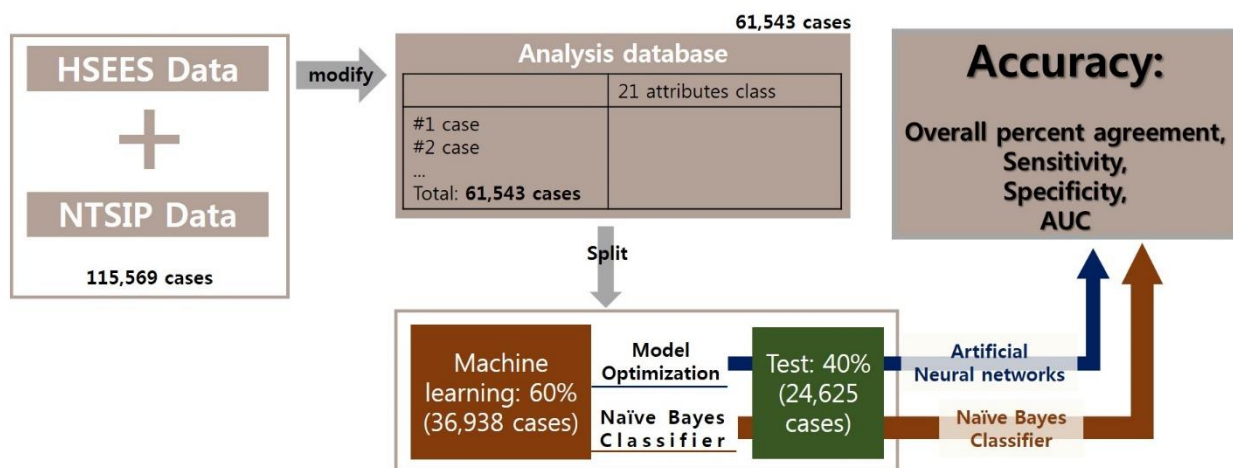 HSEES Data
+
NTSIP Data
115,569 cases
modify
61,543 cases
Analysis database
21 attributes class
#1 case
#2 case
...
Total: 61,543 cases
Split
Machine
learning: 60%
(36,938 cases)
Model
Optimization
Naïve Bayes
Classifier
Test: 40%
(24,625
cases)
Artificial
Neural networks
Naïve Bayes
Classifier
Accuracy:
Overall percent agreement,
Sensitivity,
Specificity,
AUC